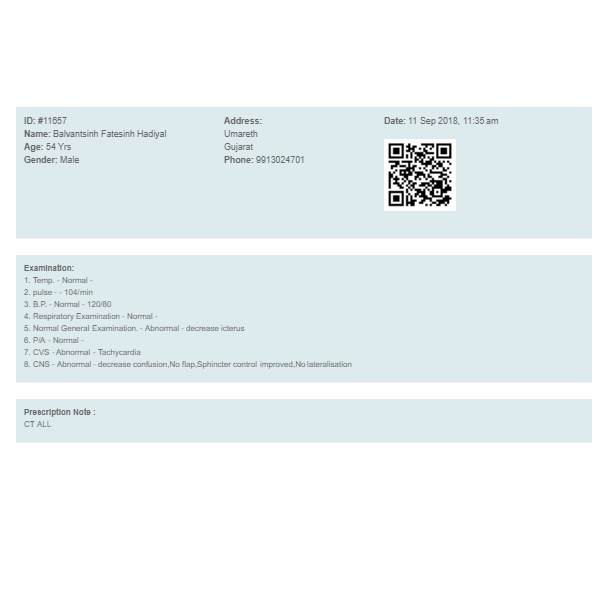 ID: #11657
Name: Balvantsinh Fatesinh Hadiyal
Age: 54 Yrs
Gender: Male
Address:
Umareth
Gujarat
Phone: 9913024701
Date: 11 Sep 2018, 11:35 am
Examination:
1. Temp. - Normal -
2. pulse - - 104/min
3. B.P. - Normal - 120/80
4. Respiratory Examination - Normal -
5. Normal General Examination. - Abnormal - decrease icterus
6. P/A - Normal -
7. CVS - Abnormal - Tachycardia
8. CNS - Abnormal - decrease confusion,No flap,Sphincter control improved,No lateralisation
Prescription Note :
CT ALL